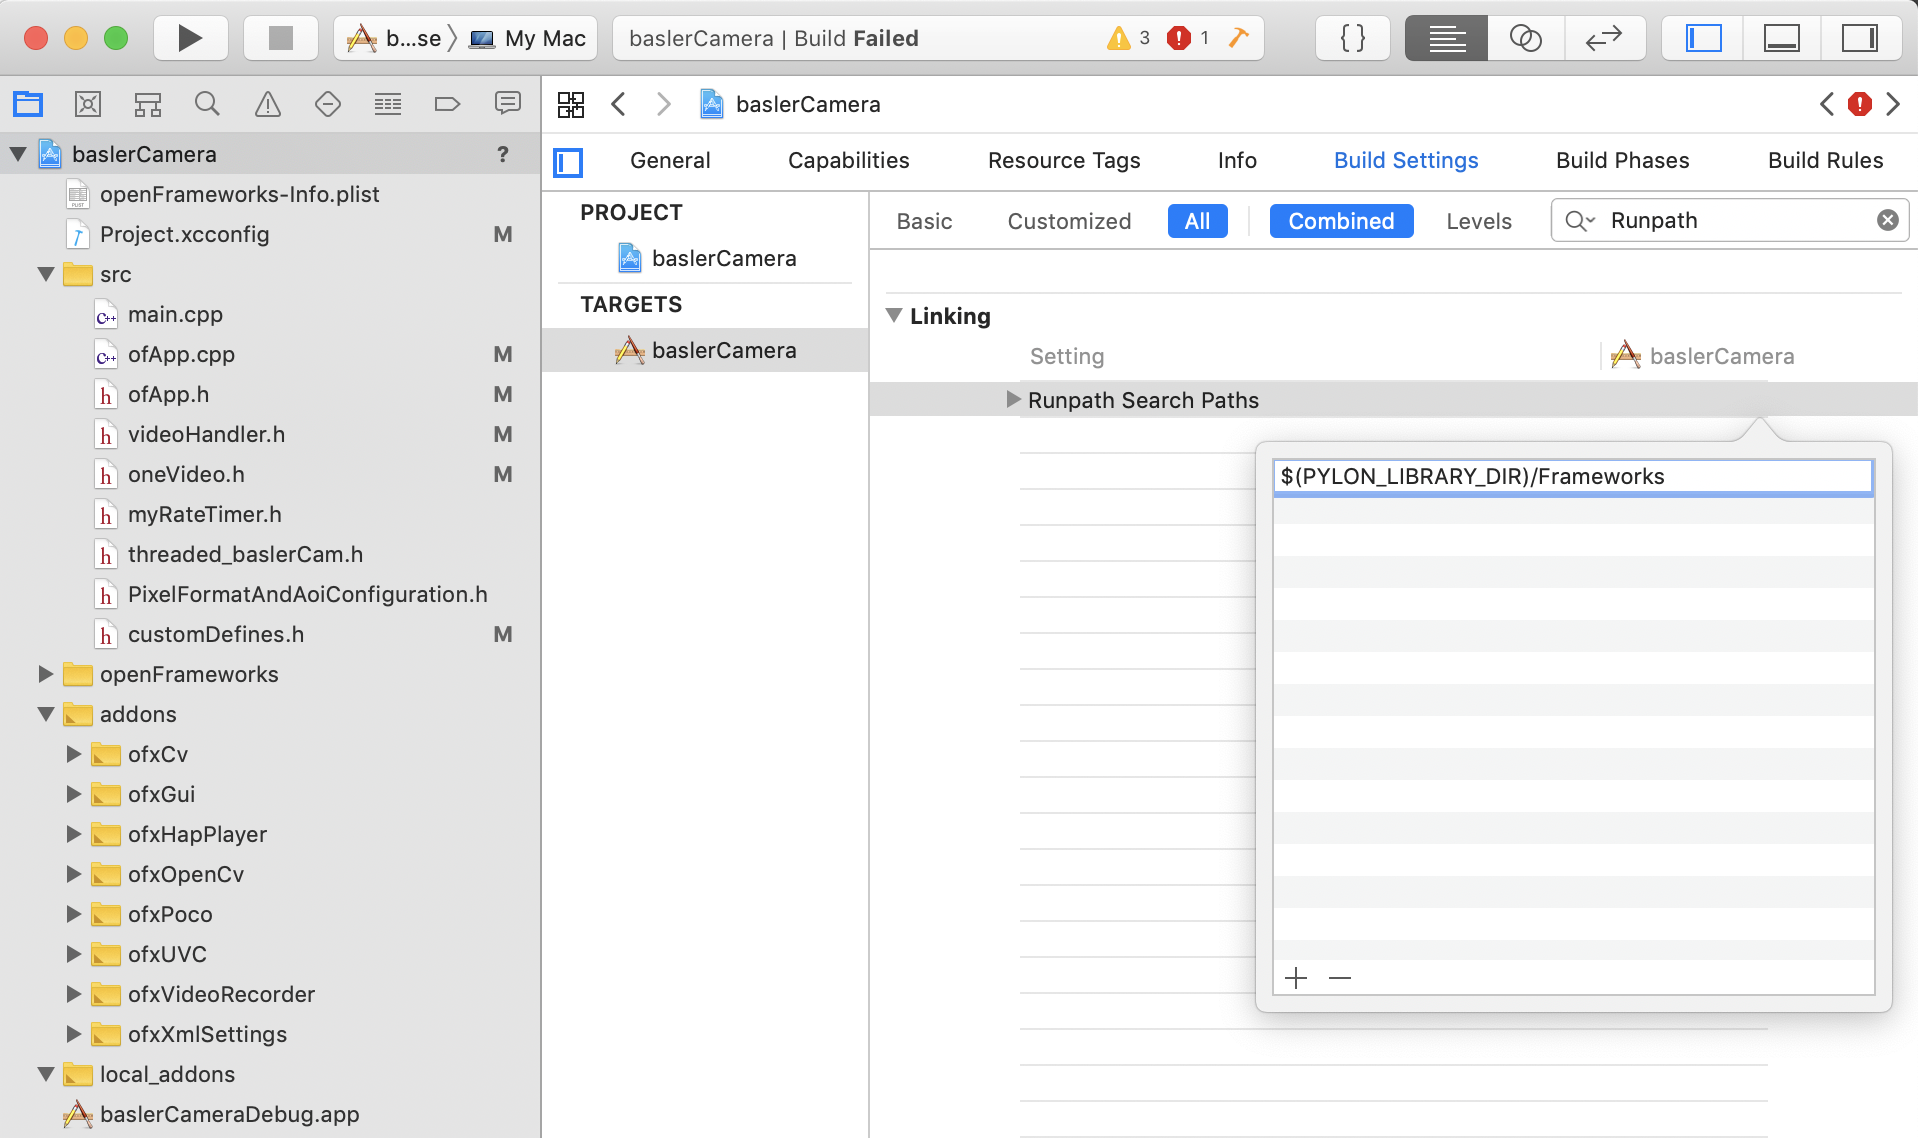 b...se
My Mac
baslerCamera | Build Failed
3
1
{ }
baslerCamera
baslerCamera
?
General
Capabilities
Resource Tags
Info
Build Settings
Build Phases
Build Rules
openFrameworks-Info.plist
Project.xcconfig
M
src
main.cpp
ofApp.cpp
M
ofApp.h
M
videoHandler.h
M
oneVideo.h
M
myRateTimer.h
threaded_baslerCam.h
PixelFormatAndAoiConfiguration.h
customDefines.h
M
openFrameworks
addons
ofxCv
ofxGui
ofxHapPlayer
ofxOpenCv
ofxPoco
ofxUVC
ofxVideoRecorder
ofxXmlSettings
local_addons
baslerCameraDebug.app
PROJECT
baslerCamera
TARGETS
baslerCamera
Basic
Customized
All
Combined
Levels
Runpath
Linking
Setting
baslerCamera
Runpath Search Paths
$(PYLON_LIBRARY_DIR)/Frameworks